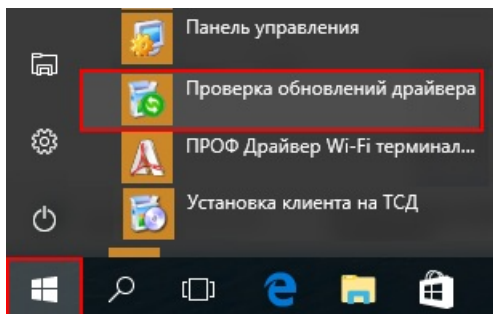 Панель управления
Проверка обновлений драйвера
ПРОФ Драйвер Wi-Fi терминал...
Установка клиента на ТСД